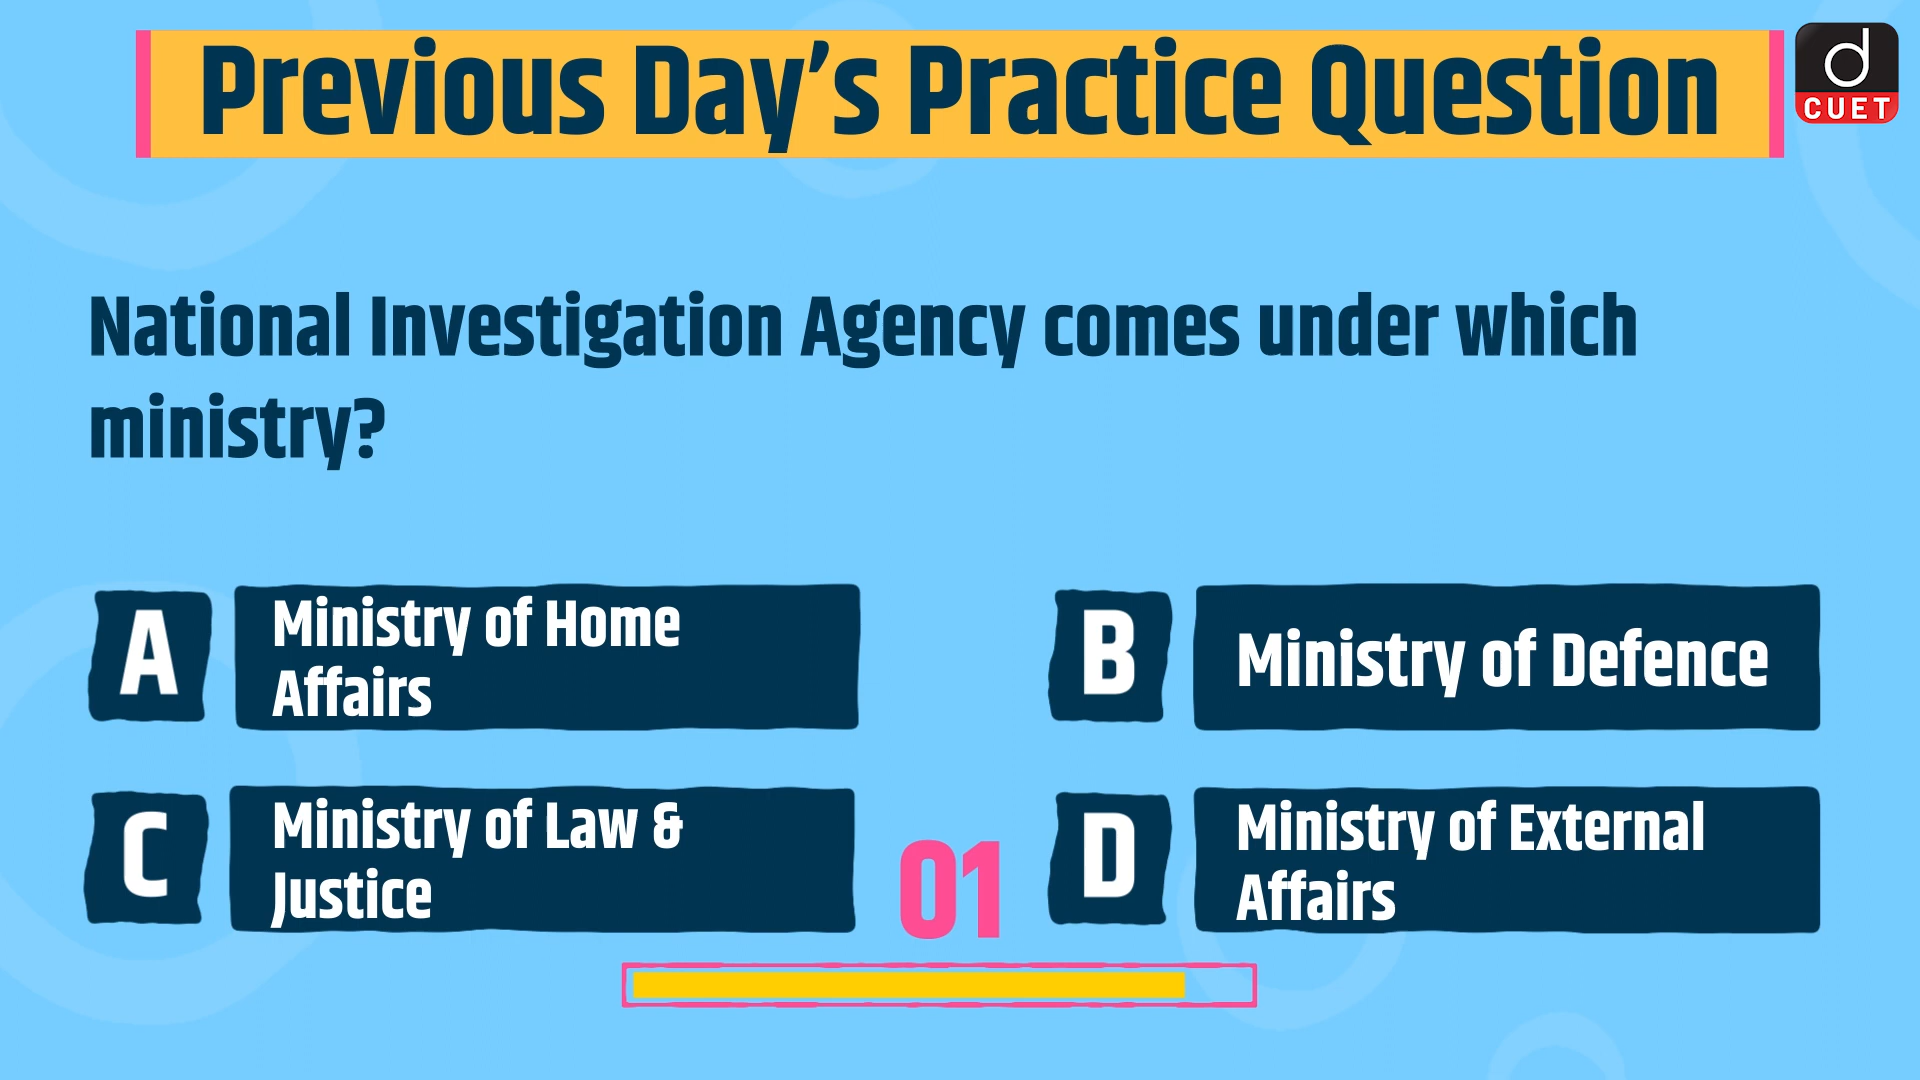 Previous Day’s Practice Question
d
CUET
National Investigation Agency comes under which
ministry?
A
Ministry of Home
Affairs
B
Ministry of Defence
C
Ministry of Law &
Justice
01
D
Ministry of External
Affairs